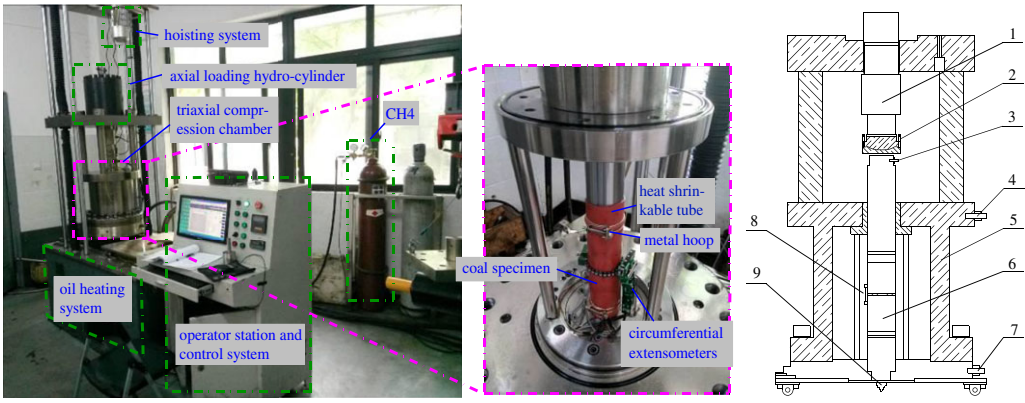 hoisting system
axial loading hydro-cylinder
triaxial compr-
ession chamber
CH4
oil heating
system
operator station and
control system
heat shrin-
kable tube
metal hoop
coal specimen
circumferential
extensometers
1
2
3
4
5
6
7
8
9